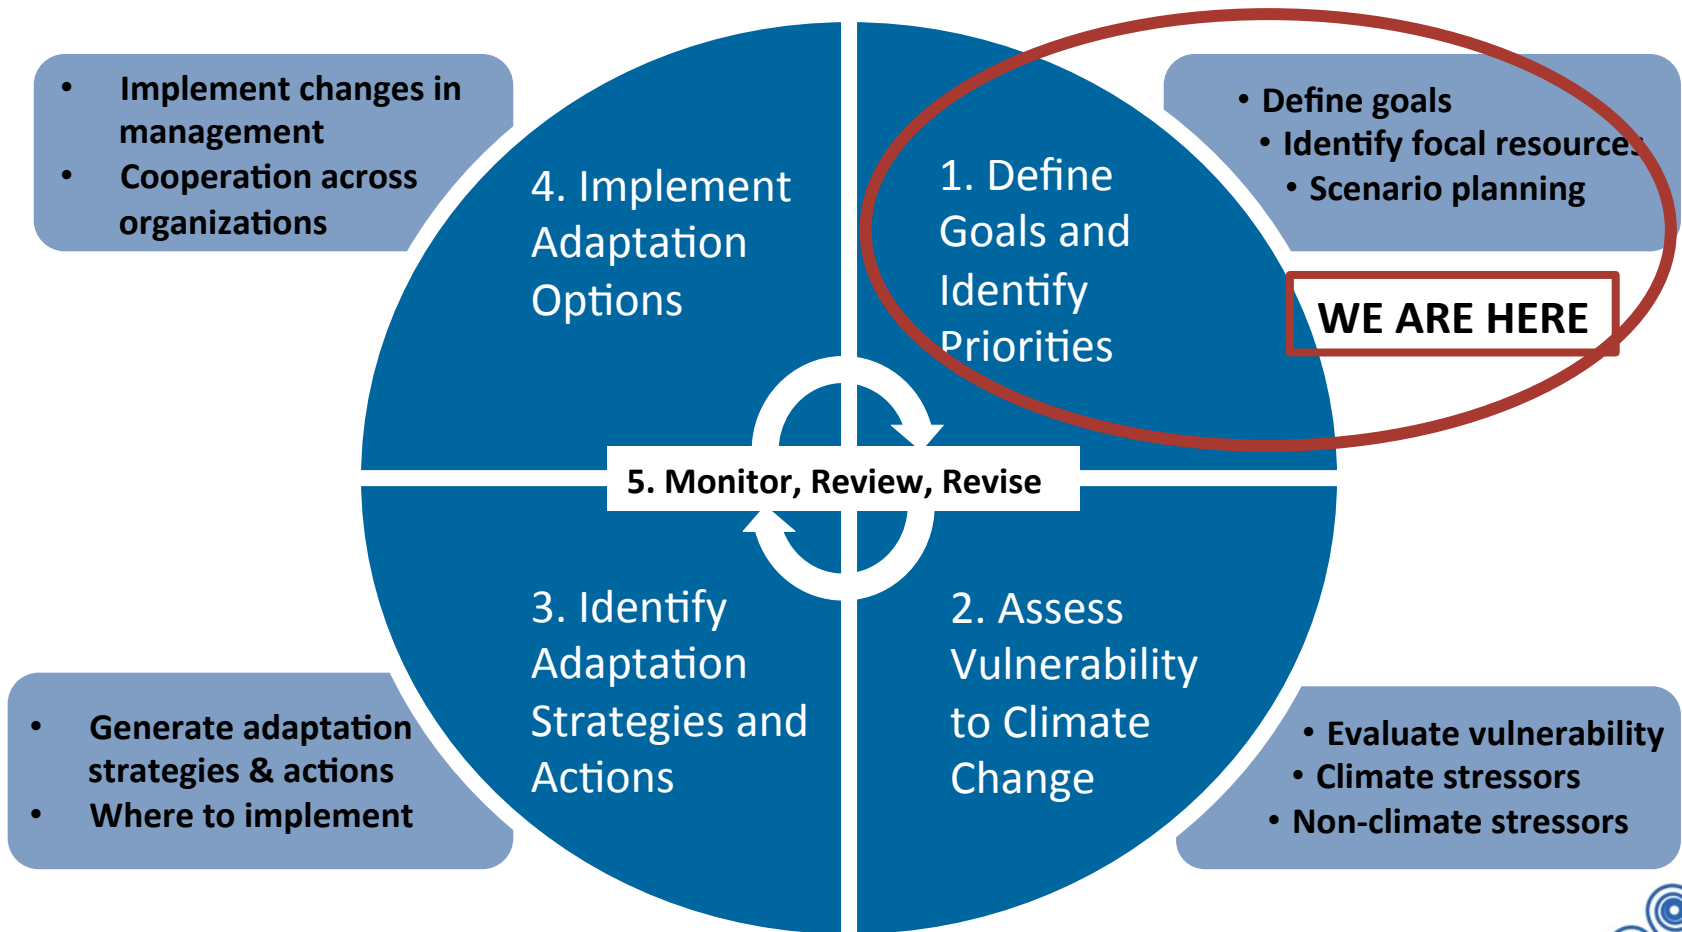 • Implement changes in
management
• Cooperation across
organizations
4. Implement
Adaptation
Options
1. Define
Goals and
Identify
Priorities
• Define goals
• Identify focal resources
• Scenario planning
WE ARE HERE
5. Monitor, Review, Revise
3. Identify
Adaptation
Strategies and
Actions
2. Assess
Vulnerability
to Climate
Change
• Generate adaptation
strategies & actions
• Where to implement
• Evaluate vulnerability
• Climate stressors
• Non-climate stressors